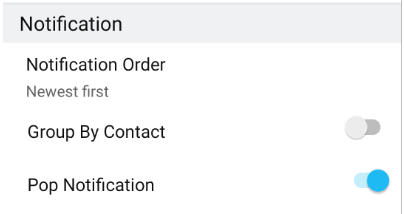 Notification
Notification Order
Newest first
Group By Contact
Pop Notification